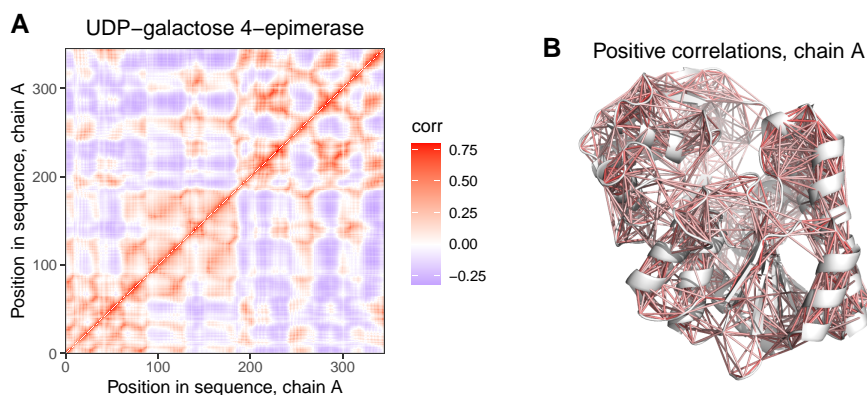 A
UDP−galactose 4−epimerase
Position in sequence, chain A
300
200
100
0
0
100
200
300
Position in sequence, chain A
corr
0.75
0.50
0.25
0.00
−0.25
B
Positive correlations, chain A